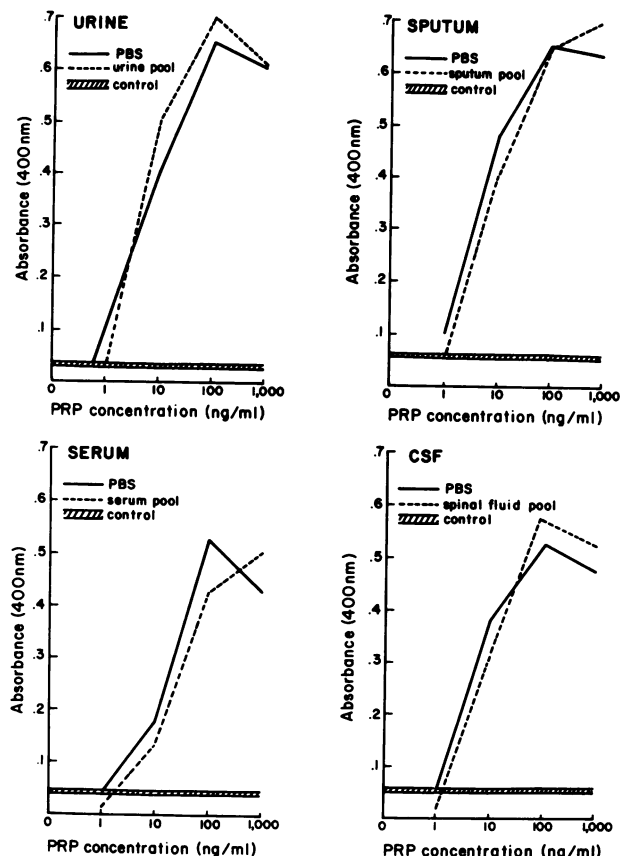 URINE
PBS
urine pool
control
.7
.6
.5
.4
.3
.2
.1
Absorbance (400nm)
0 1 10 100 1,000
PRP concentration (ng/ml)
SPUTUM
PBS
sputum pool
control
.7
.6
.5
.4
.3
.2
.1
Absorbance (400nm)
0 1 10 100 1,000
PRP concentration (ng/ml)
SERUM
PBS
serum pool
control
.7
.6
.5
.4
.3
.2
.1
Absorbance (400nm)
0 1 10 100 1,000
PRP concentration (ng/ml)
CSF
PBS
spinal fluid pool
control
.7
.6
.5
.4
.3
.2
.1
Absorbance (400nm)
0 1 10 100 1,000
PRP concentration (ng/ml)